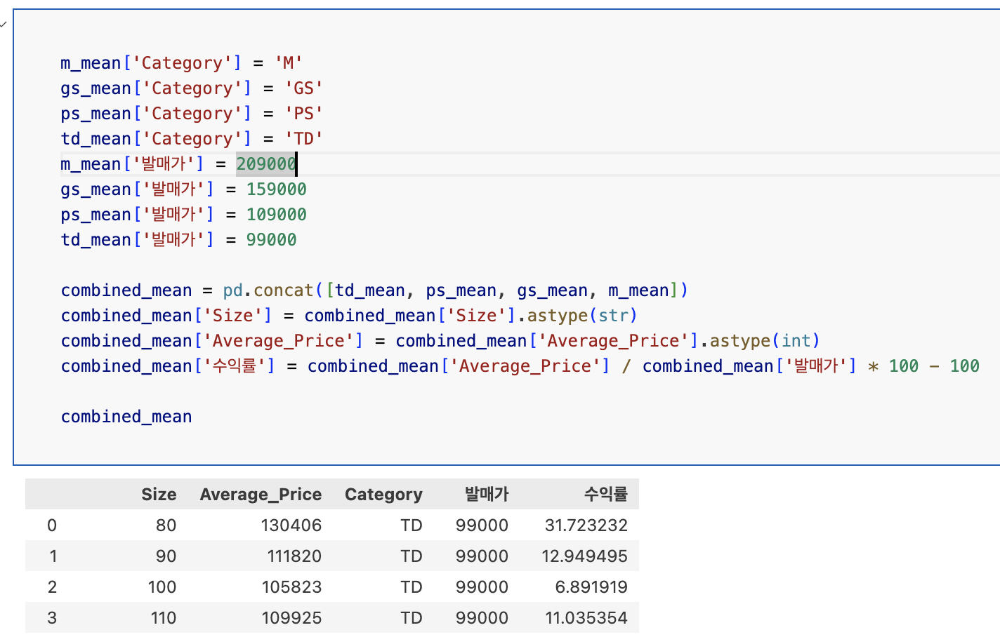 m_mean['Category'] = 'M'
gs_mean['Category'] = 'GS'
ps_mean['Category'] = 'PS'
td_mean['Category'] = 'TD'
m_mean['발매가'] = 209000
gs_mean['발매가'] = 159000
ps_mean['발매가'] = 109000
td_mean['발매가'] = 99000
combined_mean = pd.concat([td_mean, ps_mean, gs_mean, m_mean])
combined_mean['Size'] = combined_mean['Size'].astype(str)
combined_mean['Average_Price'] = combined_mean['Average_Price'].astype(int)
combined_mean['수익률'] = combined_mean['Average_Price'] / combined_mean['발매가'] * 100 - 100
combined_mean
Size Average_Price Category 발매가 수익률
0 80 130406 TD 99000 31.723232
1 90 111820 TD 99000 12.949495
2 100 105823 TD 99000 6.891919
3 110 109925 TD 99000 11.035354